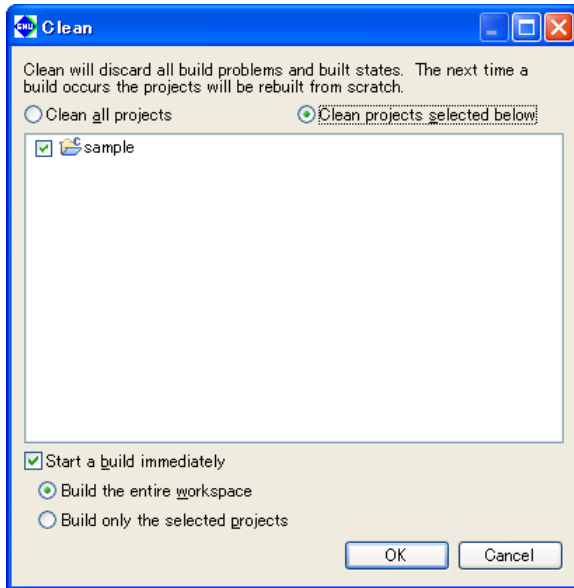 GNU Clean
Clean will discard all build problems and built states. The next time a
build occurs the projects will be rebuilt from scratch.
Clean all projects Clean projects selected below
C sample
Start a build immediately
Build the entire workspace
Build only the selected projects
OK Cancel